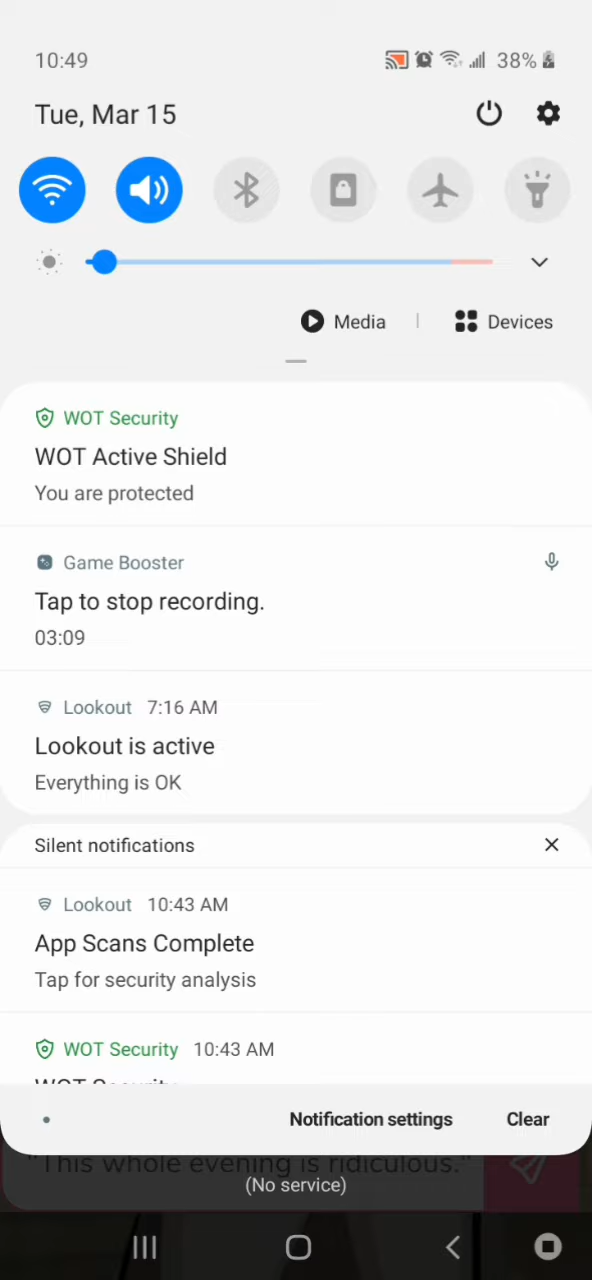 10:49
38%
Tue, Mar 15
Media
Devices
WOT Security
WOT Active Shield
You are protected
Game Booster
Tap to stop recording.
03:09
Lookout 7:16 AM
Lookout is active
Everything is OK
Silent notifications
Lookout 10:43 AM
App Scans Complete
Tap for security analysis
WOT Security 10:43 AM
WOT Security
Notification settings
Clear
"This whole evening is ridiculous."
(No service)